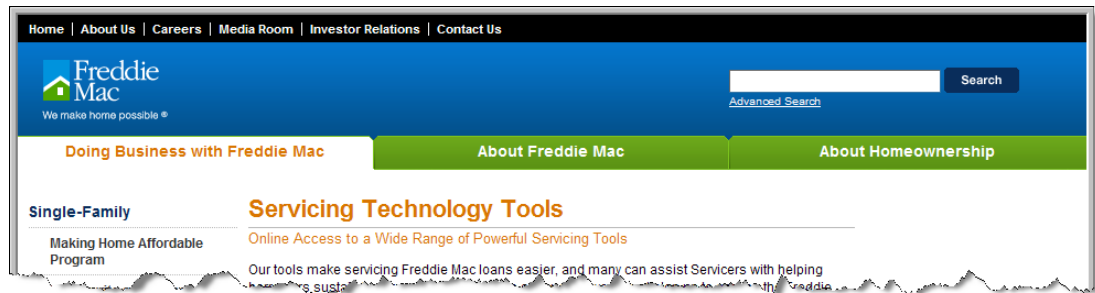 Home | About Us | Careers | Media Room | Investor Relations | Contact Us
Freddie
Mac
We make home possible ®
Search
Advanced Search
Doing Business with Freddie Mac
About Freddie Mac
About Homeownership
Single-Family
Making Home Affordable
Program
Servicing Technology Tools
Online Access to a Wide Range of Powerful Servicing Tools
Our tools make servicing Freddie Mac loans easier, and many can assist Servicers with helping